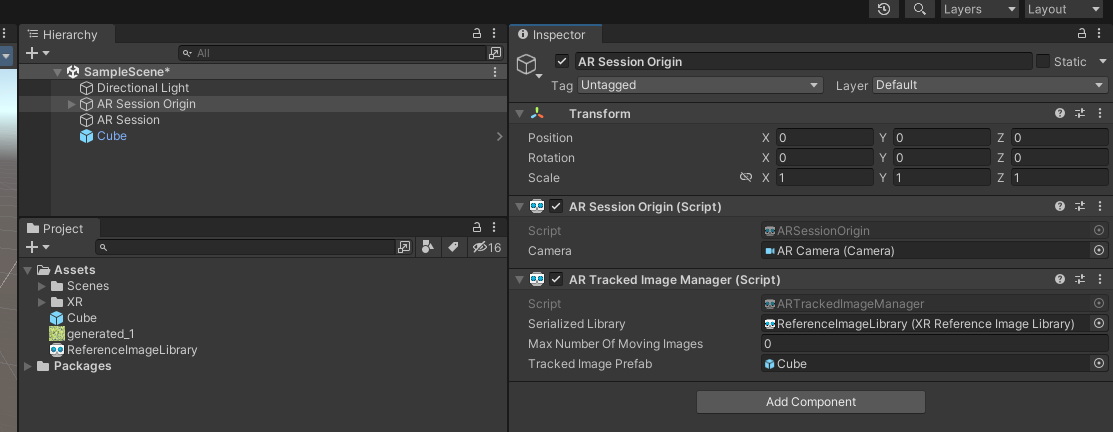 Layers
Layout
Hierarchy
All
SampleScene*
Directional Light
AR Session Origin
AR Session
Cube
Project
16
Assets
Scenes
XR
Cube
generated_1
ReferenceImageLibrary
Packages
Inspector
AR Session Origin
Static
Tag Untagged
Layer Default
Transform
Position X 0 Y 0 Z 0
Rotation X 0 Y 0 Z 0
Scale X 1 Y 1 Z 1
AR Session Origin (Script)
Script ARSessionOrigin
Camera AR Camera (Camera)
AR Tracked Image Manager (Script)
Script ARTrackedImageManager
Serialized Library ReferenceImageLibrary (XR Reference Image Library)
Max Number Of Moving Images 0
Tracked Image Prefab Cube
Add Component